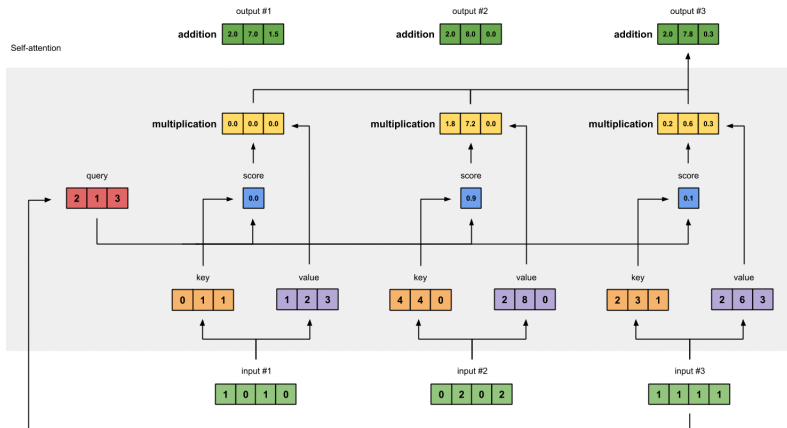 output #1 output #2 output #3
addition 2.0 7.0 1.5 addition 2.0 8.0 0.0 addition 2.0 7.8 0.3
Self-attention
multiplication 0.0 0.0 0.0 multiplication 1.8 7.2 0.0 multiplication 0.2 0.6 0.3
query score score score
2 1 3 0.0 0.9 0.1
key value key value key value
0 1 1 1 2 3 4 4 0 2 8 0 2 3 1 2 6 3
input #1 input #2 input #3
1 0 1 0 0 2 0 2 1 1 1 1